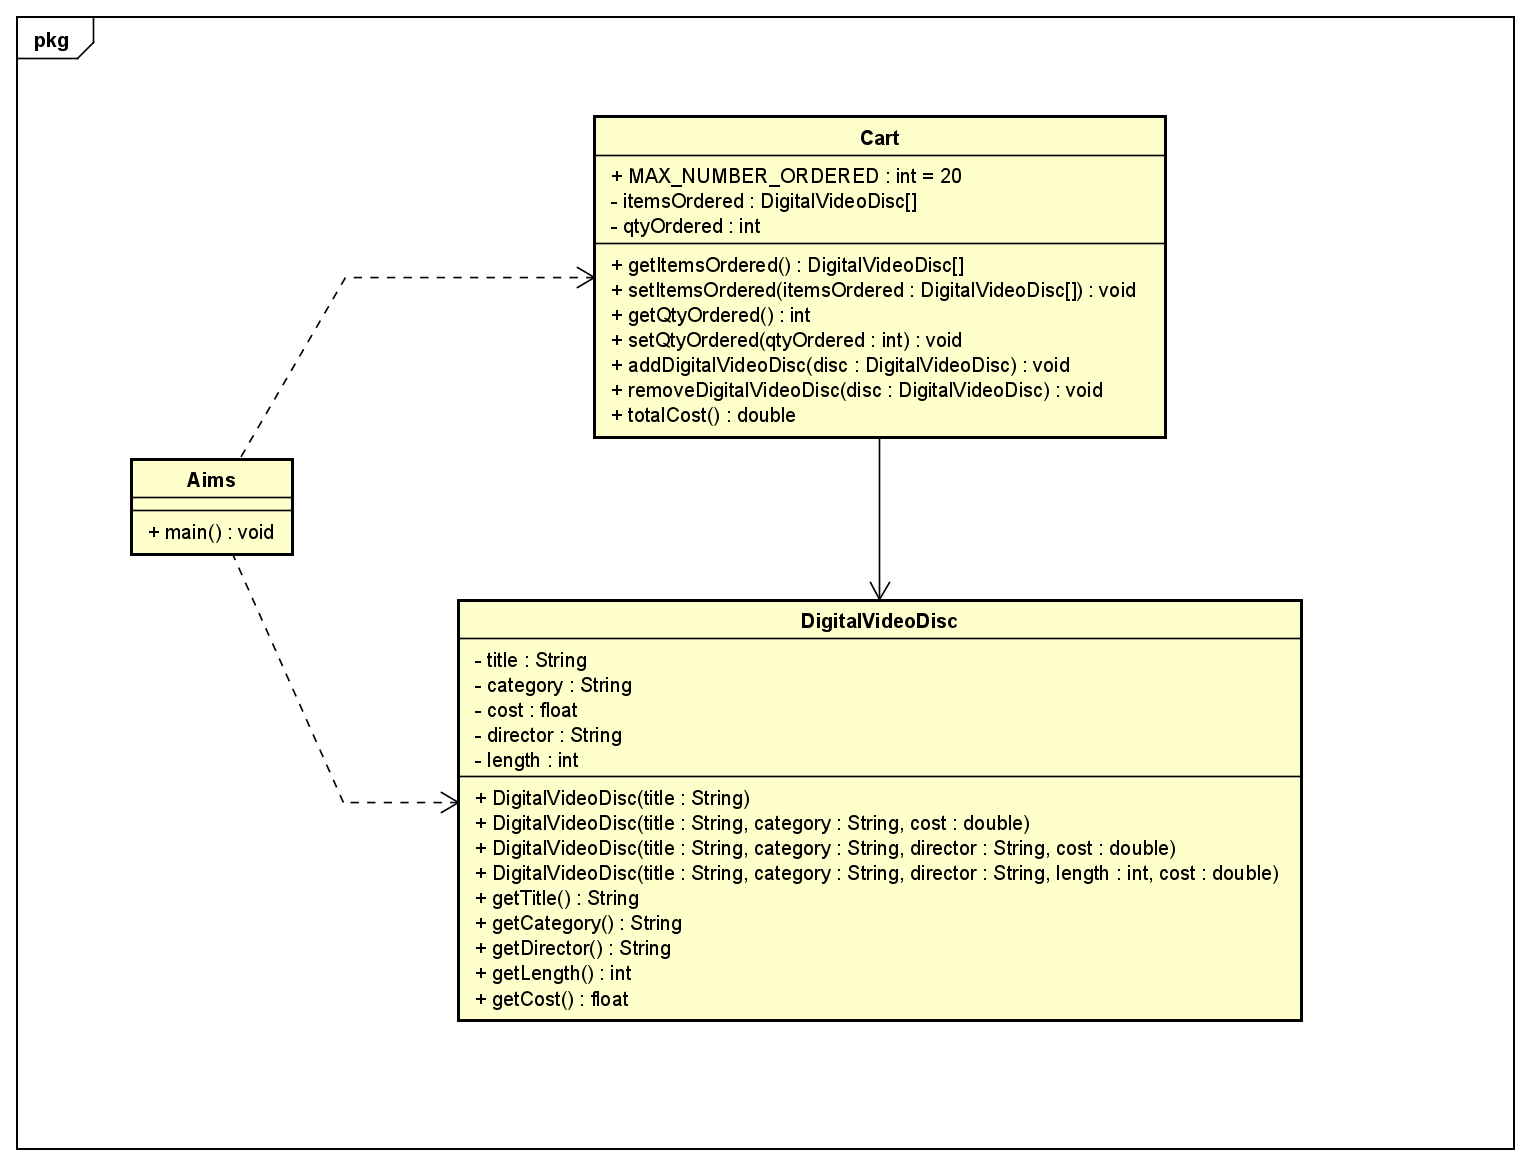 pkg
Cart
+ MAX_NUMBER_ORDERED : int = 20
- itemsOrdered : DigitalVideoDisc[]
- qtyOrdered : int
+ getItemsOrdered() : DigitalVideoDisc[]
+ setItemsOrdered(itemsOrdered : DigitalVideoDisc[]) : void
+ getQtyOrdered() : int
+ setQtyOrdered(qtyOrdered : int) : void
+ addDigitalVideoDisc(disc : DigitalVideoDisc) : void
+ removeDigitalVideoDisc(disc : DigitalVideoDisc) : void
+ totalCost() : double
Aims
+ main() : void
DigitalVideoDisc
- title : String
- category : String
- cost : float
- director : String
- length : int
+ DigitalVideoDisc(title : String)
+ DigitalVideoDisc(title : String, category : String, cost : double)
+ DigitalVideoDisc(title : String, category : String, director : String, cost : double)
+ DigitalVideoDisc(title : String, category : String, director : String, length : int, cost : double)
+ getTitle() : String
+ getCategory() : String
+ getDirector() : String
+ getLength() : int
+ getCost() : float